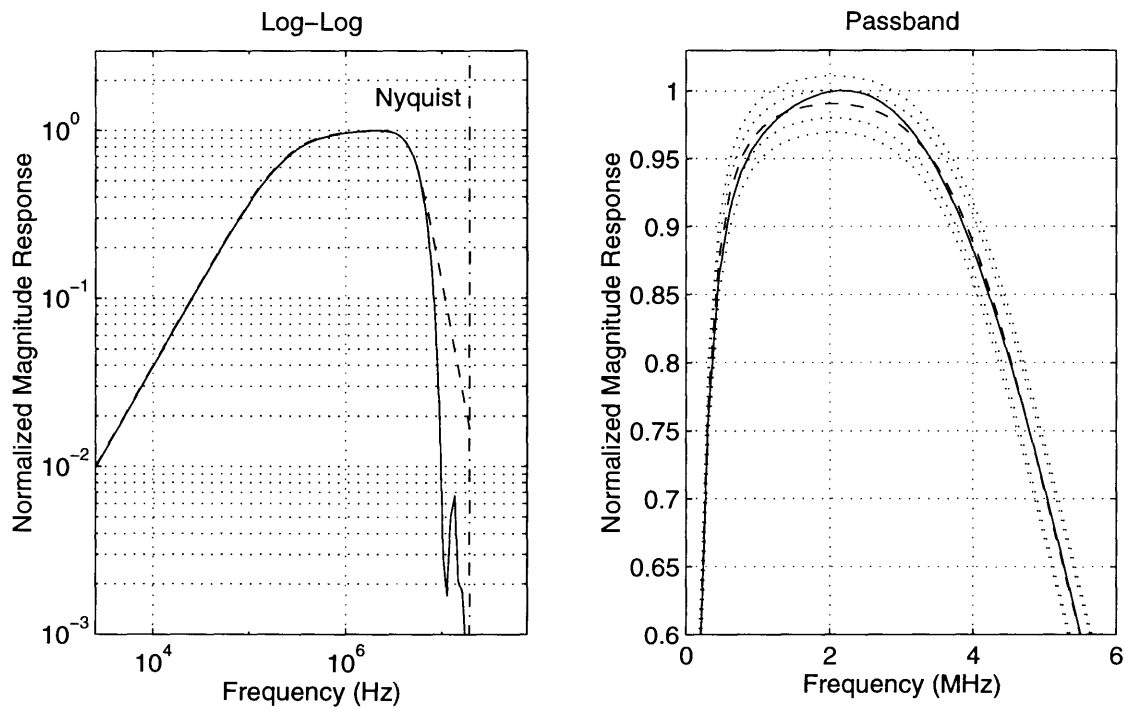 Log–Log
Nyquist
10^0
10^-1
10^-2
10^-3
10^4
10^6
Frequency (Hz)
Normalized Magnitude Response
Passband
1
0.95
0.9
0.85
0.8
0.75
0.7
0.65
0.6
0
2
4
6
Frequency (MHz)
Normalized Magnitude Response